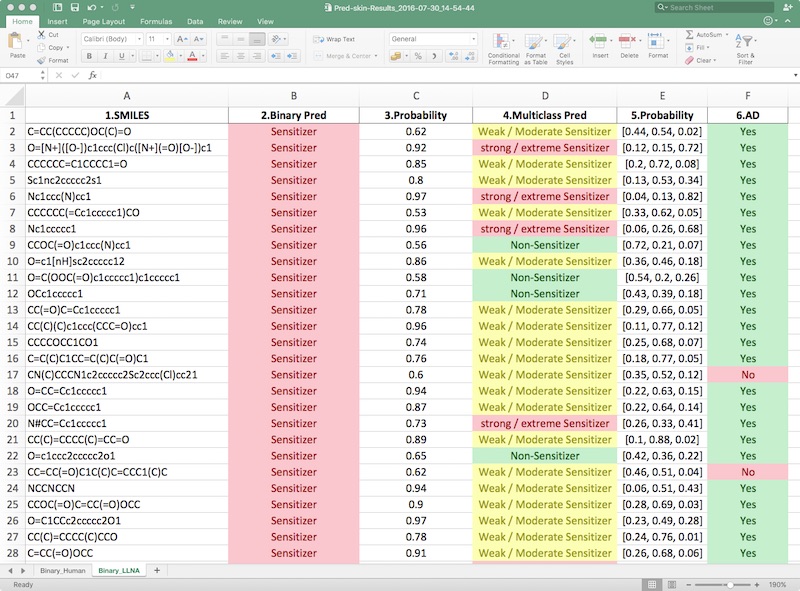 Pred-skin-Results_2016-07-30_14-54-44
Search Sheet
Home Insert Page Layout Formulas Data Review View
Paste Cut Copy Format
Calibri (Body) 11
Wrap Text
Merge & Center
General
Conditional Formatting
Format as Table
Cell Styles
Insert Delete Format
AutoSum
Fill
Clear
Sort & Filter
O47 fx
A B C D E F
1 1.SMILES 2.Binary Pred 3.Probability 4.Multiclass Pred 5.Probability 6.AD
2 C=CC(CCCCC)OC(C)=O Sensitizer 0.62 Weak / Moderate Sensitizer [0.44, 0.54, 0.02] Yes
3 O=[N+]([O-])c1ccc(Cl)c([N+](=O)[O-])c1 Sensitizer 0.92 strong / extreme Sensitizer [0.12, 0.15, 0.72] Yes
4 CCCCCC=C1CCCC1=O Sensitizer 0.85 Weak / Moderate Sensitizer [0.2, 0.72, 0.08] Yes
5 Sc1nc2ccccc2s1 Sensitizer 0.8 Weak / Moderate Sensitizer [0.13, 0.53, 0.34] Yes
6 Nc1ccc(N)cc1 Sensitizer 0.97 strong / extreme Sensitizer [0.04, 0.13, 0.82] Yes
7 CCCCCC(=Cc1ccccc1)CO Sensitizer 0.53 Weak / Moderate Sensitizer [0.33, 0.62, 0.05] Yes
8 Nc1ccccc1 Sensitizer 0.96 strong / extreme Sensitizer [0.06, 0.26, 0.68] Yes
9 CCOC(=O)c1ccc(N)cc1 Sensitizer 0.56 Non-Sensitizer [0.72, 0.21, 0.07] Yes
10 O=c1[nH]sc2ccccc12 Sensitizer 0.86 Weak / Moderate Sensitizer [0.36, 0.46, 0.18] Yes
11 O=C(OOC(=O)c1ccccc1)c1ccccc1 Sensitizer 0.58 Non-Sensitizer [0.54, 0.2, 0.26] Yes
12 OCc1ccccc1 Sensitizer 0.71 Non-Sensitizer [0.43, 0.39, 0.18] Yes
13 CC(=O)C=Cc1ccccc1 Sensitizer 0.78 Weak / Moderate Sensitizer [0.29, 0.66, 0.05] Yes
14 CC(C)(C)c1ccc(CCC=O)cc1 Sensitizer 0.96 Weak / Moderate Sensitizer [0.11, 0.77, 0.12] Yes
15 CCCCOCC1CO1 Sensitizer 0.74 Weak / Moderate Sensitizer [0.25, 0.68, 0.07] Yes
16 C=C(C)C1CC=C(C)C(=O)C1 Sensitizer 0.76 Weak / Moderate Sensitizer [0.18, 0.77, 0.05] Yes
17 CN(C)CCCN1c2ccccc2Sc2ccc(Cl)cc21 Sensitizer 0.6 Weak / Moderate Sensitizer [0.35, 0.52, 0.12] No
18 O=CC=Cc1ccccc1 Sensitizer 0.94 Weak / Moderate Sensitizer [0.22, 0.63, 0.15] Yes
19 OCC=Cc1ccccc1 Sensitizer 0.87 Weak / Moderate Sensitizer [0.22, 0.64, 0.14] Yes
20 N#CC=Cc1ccccc1 Sensitizer 0.73 strong / extreme Sensitizer [0.26, 0.33, 0.41] Yes
21 CC(C)=CCCC(C)=CC=O Sensitizer 0.89 Weak / Moderate Sensitizer [0.1, 0.88, 0.02] Yes
22 O=c1ccc2ccccc2o1 Sensitizer 0.65 Non-Sensitizer [0.42, 0.36, 0.22] Yes
23 CC=CC(=O)C1C(C)C=CCC1(C)C Sensitizer 0.62 Weak / Moderate Sensitizer [0.46, 0.51, 0.04] No
24 NCCNCCN Sensitizer 0.94 Weak / Moderate Sensitizer [0.06, 0.51, 0.43] Yes
25 CCOC(=O)C=CC(=O)OCC Sensitizer 0.9 Weak / Moderate Sensitizer [0.28, 0.69, 0.03] Yes
26 O=C1CCc2ccccc2O1 Sensitizer 0.97 Weak / Moderate Sensitizer [0.23, 0.49, 0.28] Yes
27 CC(C)=CCCC(C)CCO Sensitizer 0.78 Weak / Moderate Sensitizer [0.24, 0.76, 0.01] Yes
28 C=CC(=O)OCC Sensitizer 0.91 Weak / Moderate Sensitizer [0.26, 0.68, 0.06] Yes
Binary_Human Binary_LLNA +
Ready 190%